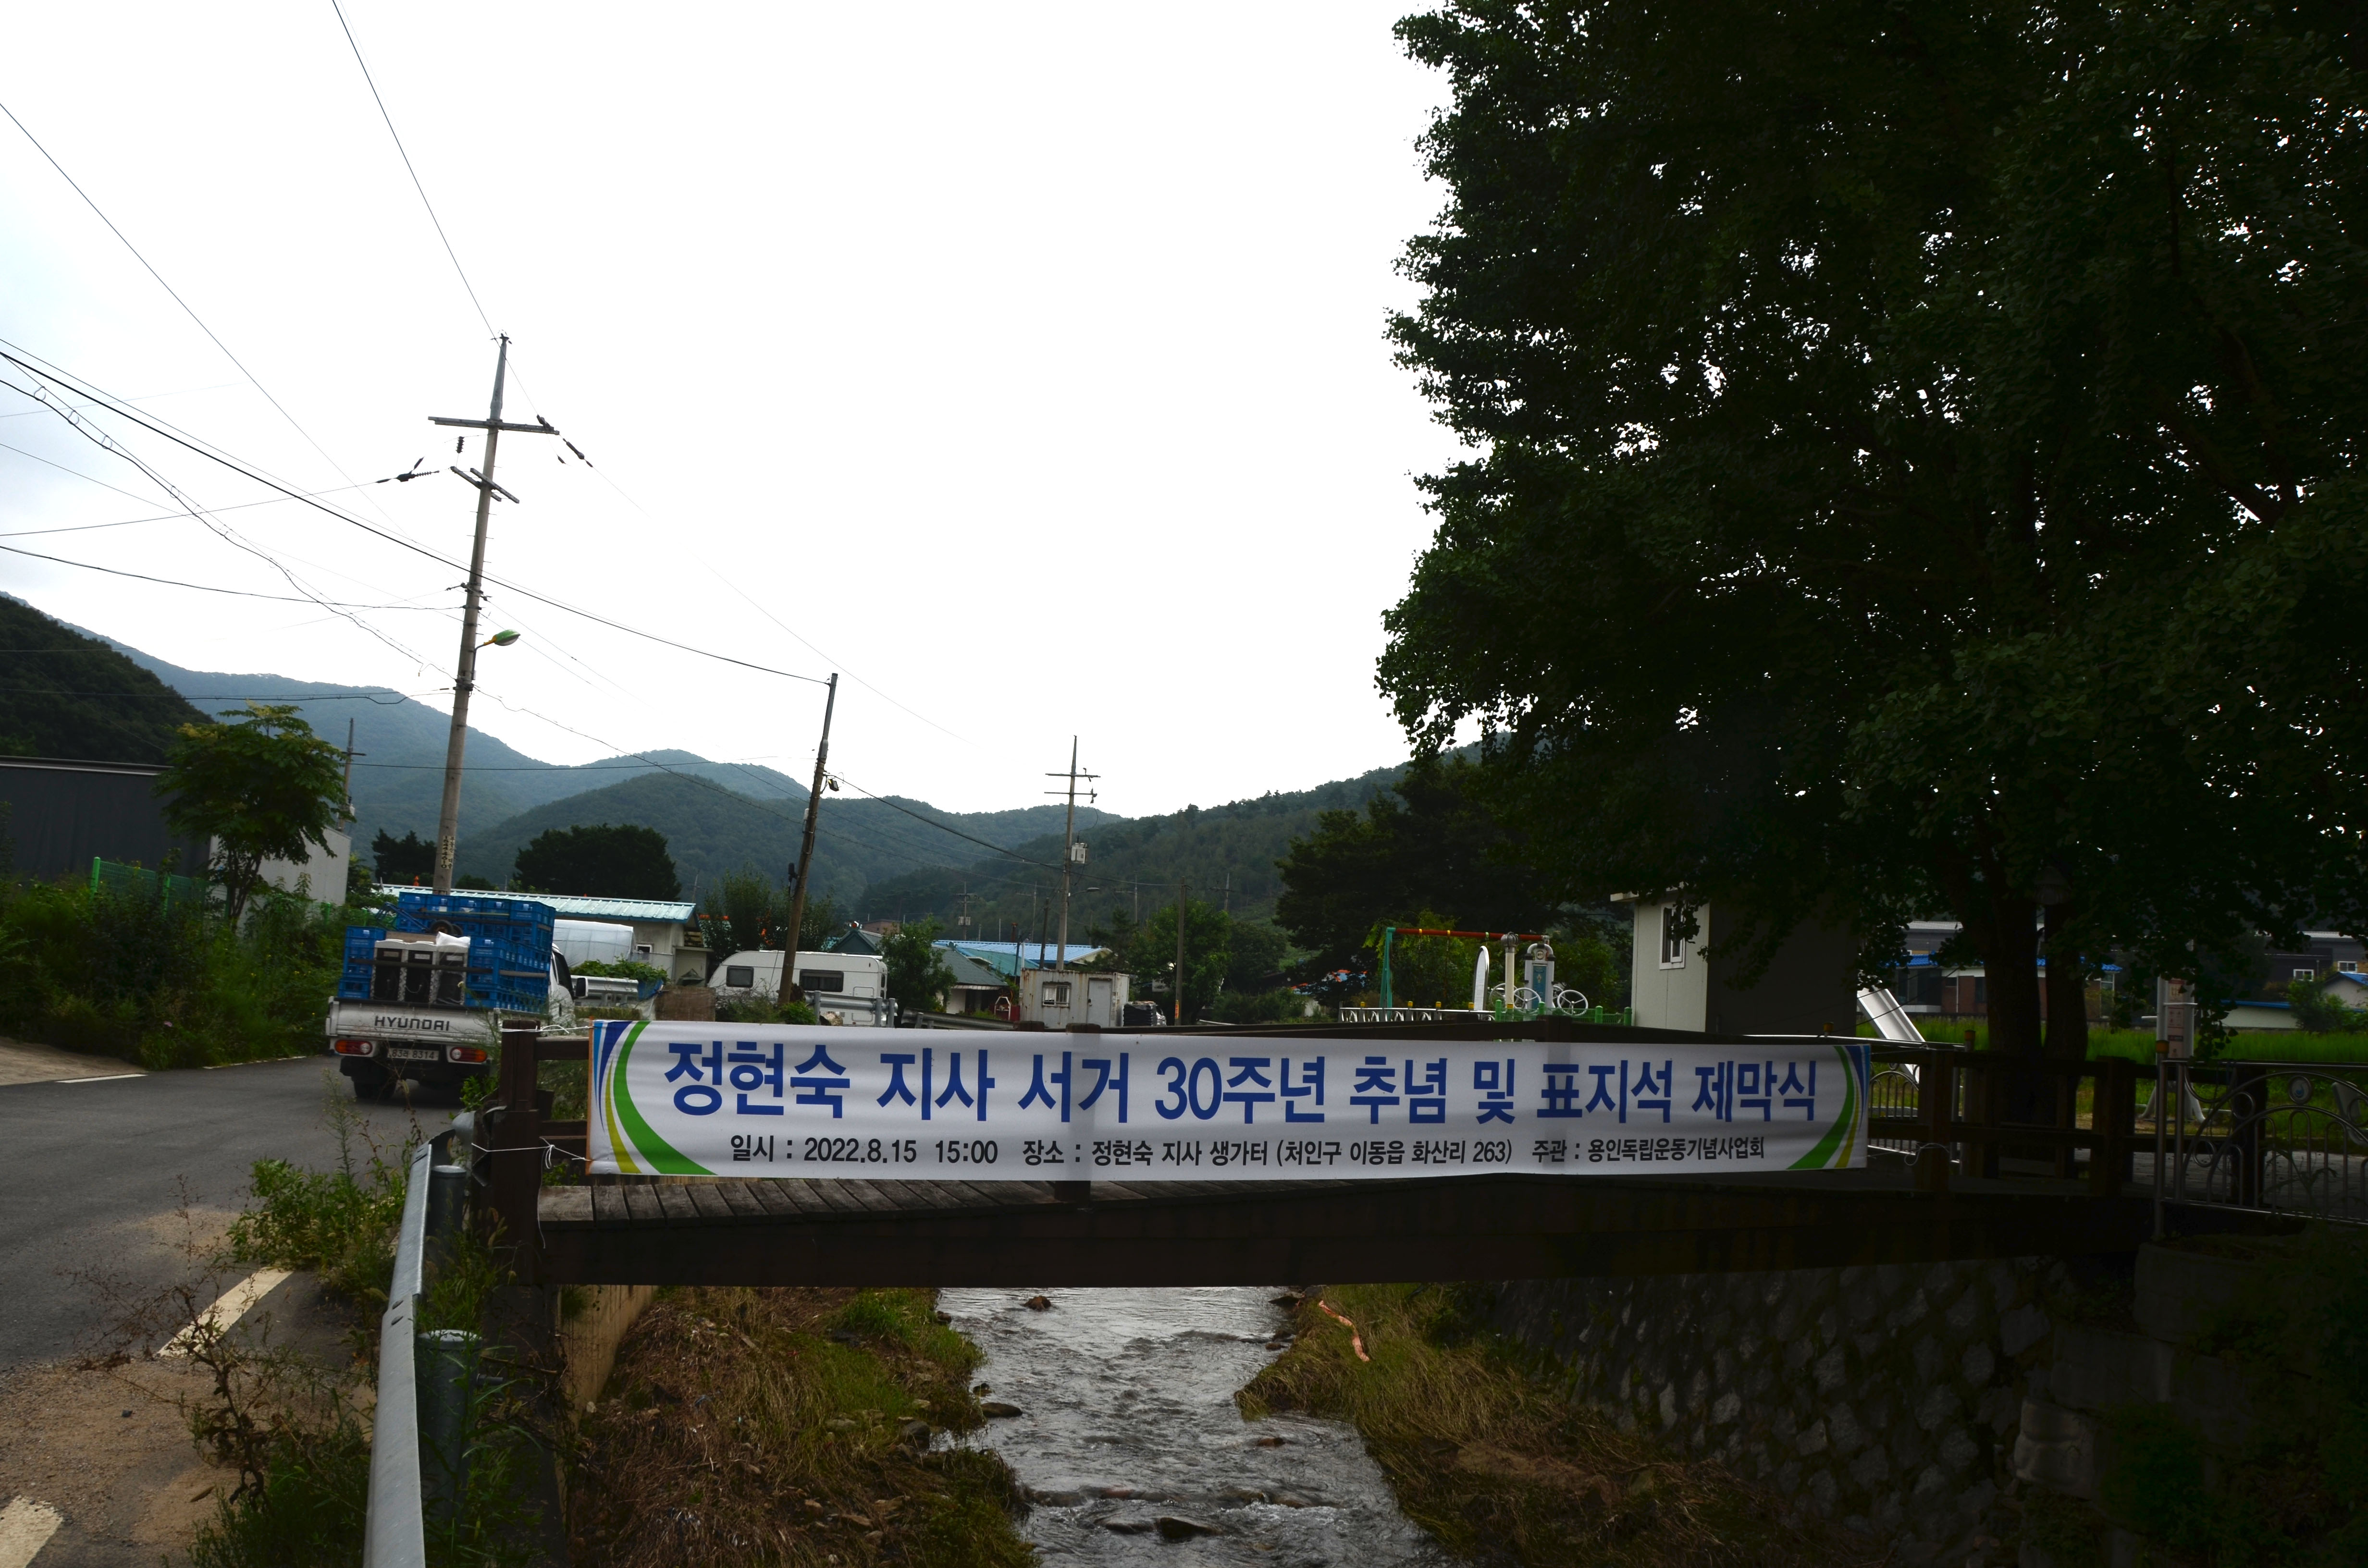 HYUNDAI
정현숙 지사 서거 30주년 추념 및 표지석 제막식
일시 : 2022.8.15 15:00 장소 : 정현숙 지사 생가터 (처인구 이동읍 화산리 263) 주관 : 용인독립운동기념사업회